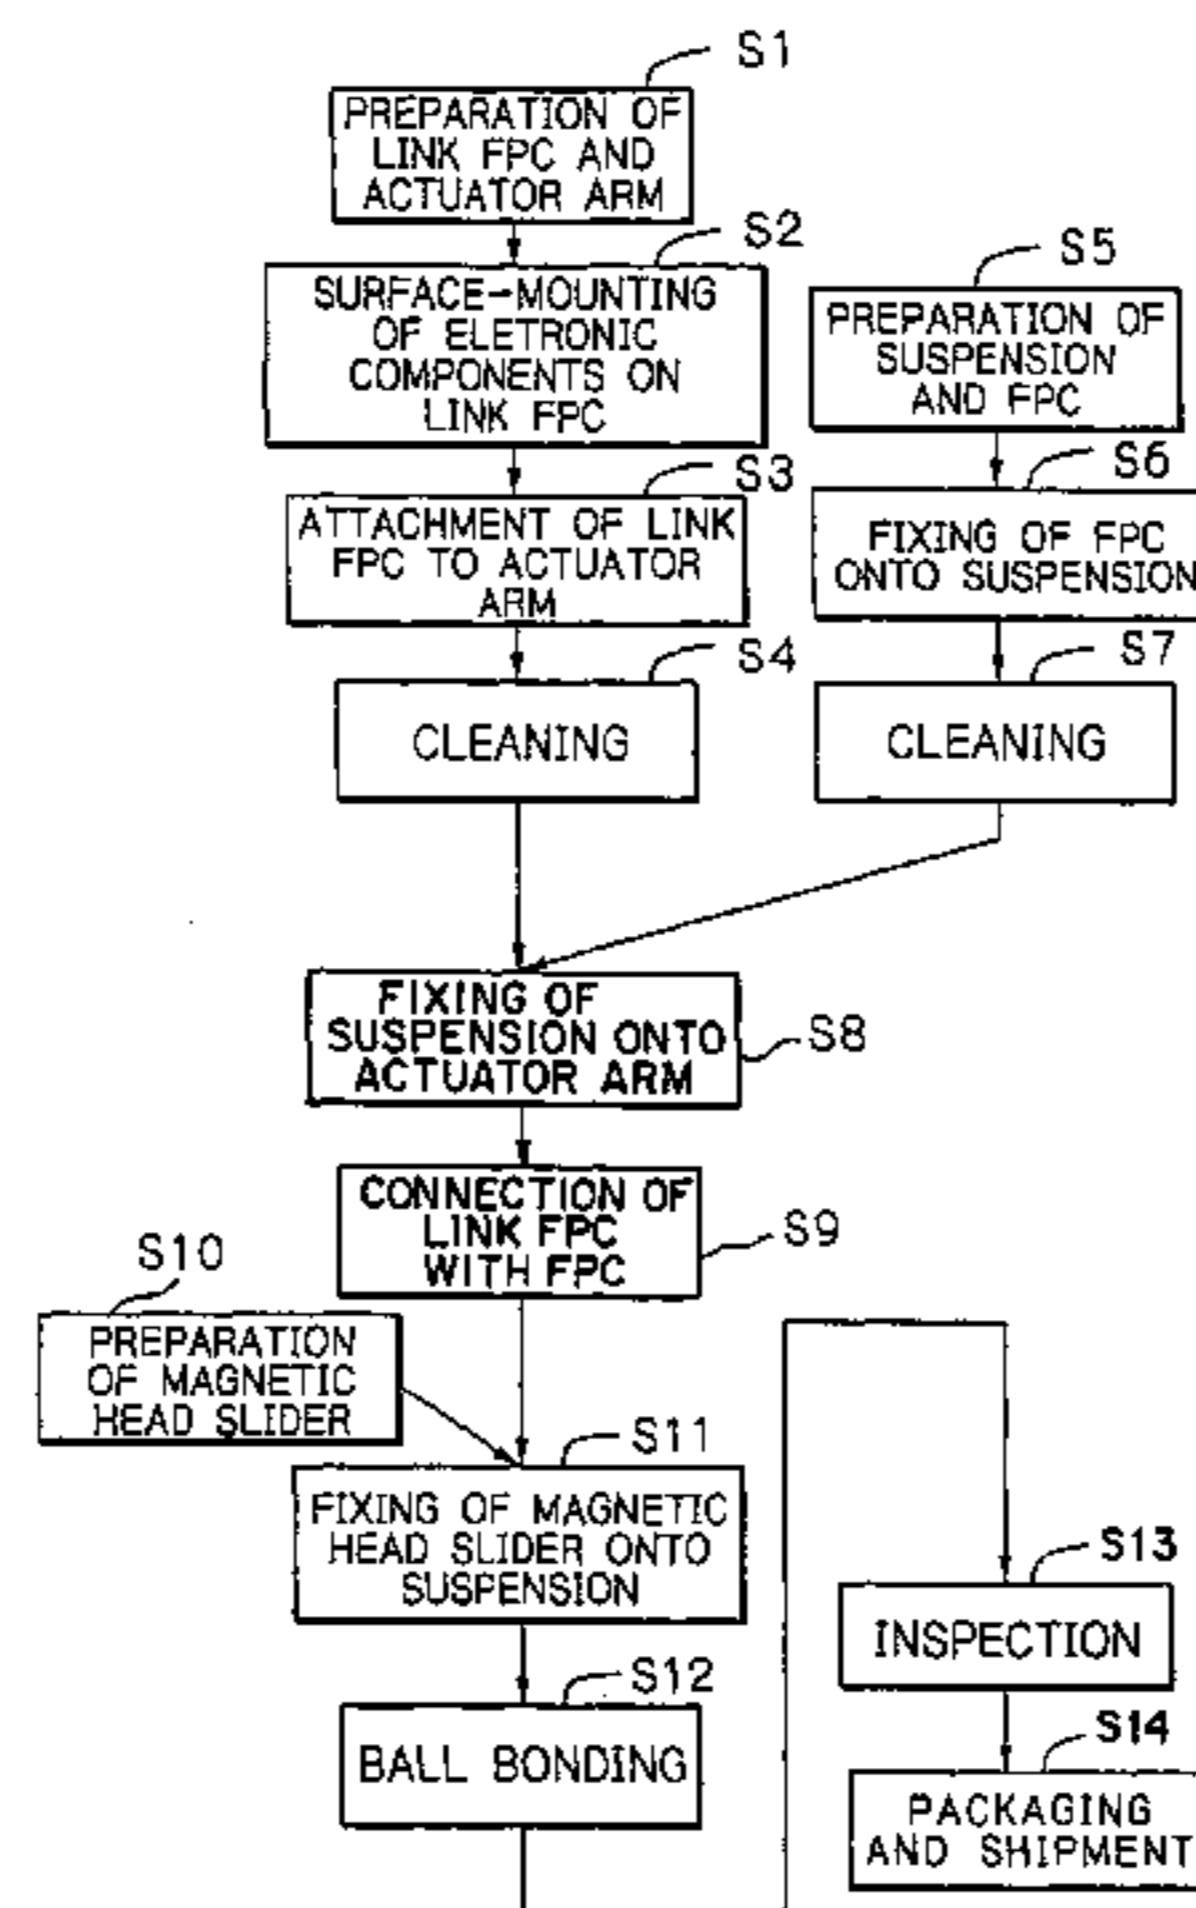 S1
PREPARATION OF
LINK FPC AND
ACTUATOR ARM
S2
SURFACE-MOUNTING
OF ELETRONIC
COMPONENTS ON
LINK FPC
S3
ATTACHMENT OF LINK
FPC TO ACTUATOR
ARM
S4
CLEANING
S5
PREPARATION OF
SUSPENSION
AND FPC
S6
FIXING OF FPC
ONTO SUSPENSION
S7
CLEANING
FIXING OF
SUSPENSION ONTO
ACTUATOR ARM
S8
CONNECTION OF
LINK FPC
WITH FPC
S9
S10
PREPARATION
OF MAGNETIC
HEAD SLIDER
S11
FIXING OF MAGNETIC
HEAD SLIDER ONTO
SUSPENSION
S12
BALL BONDING
S13
INSPECTION
S14
PACKAGING
AND SHIPMENT